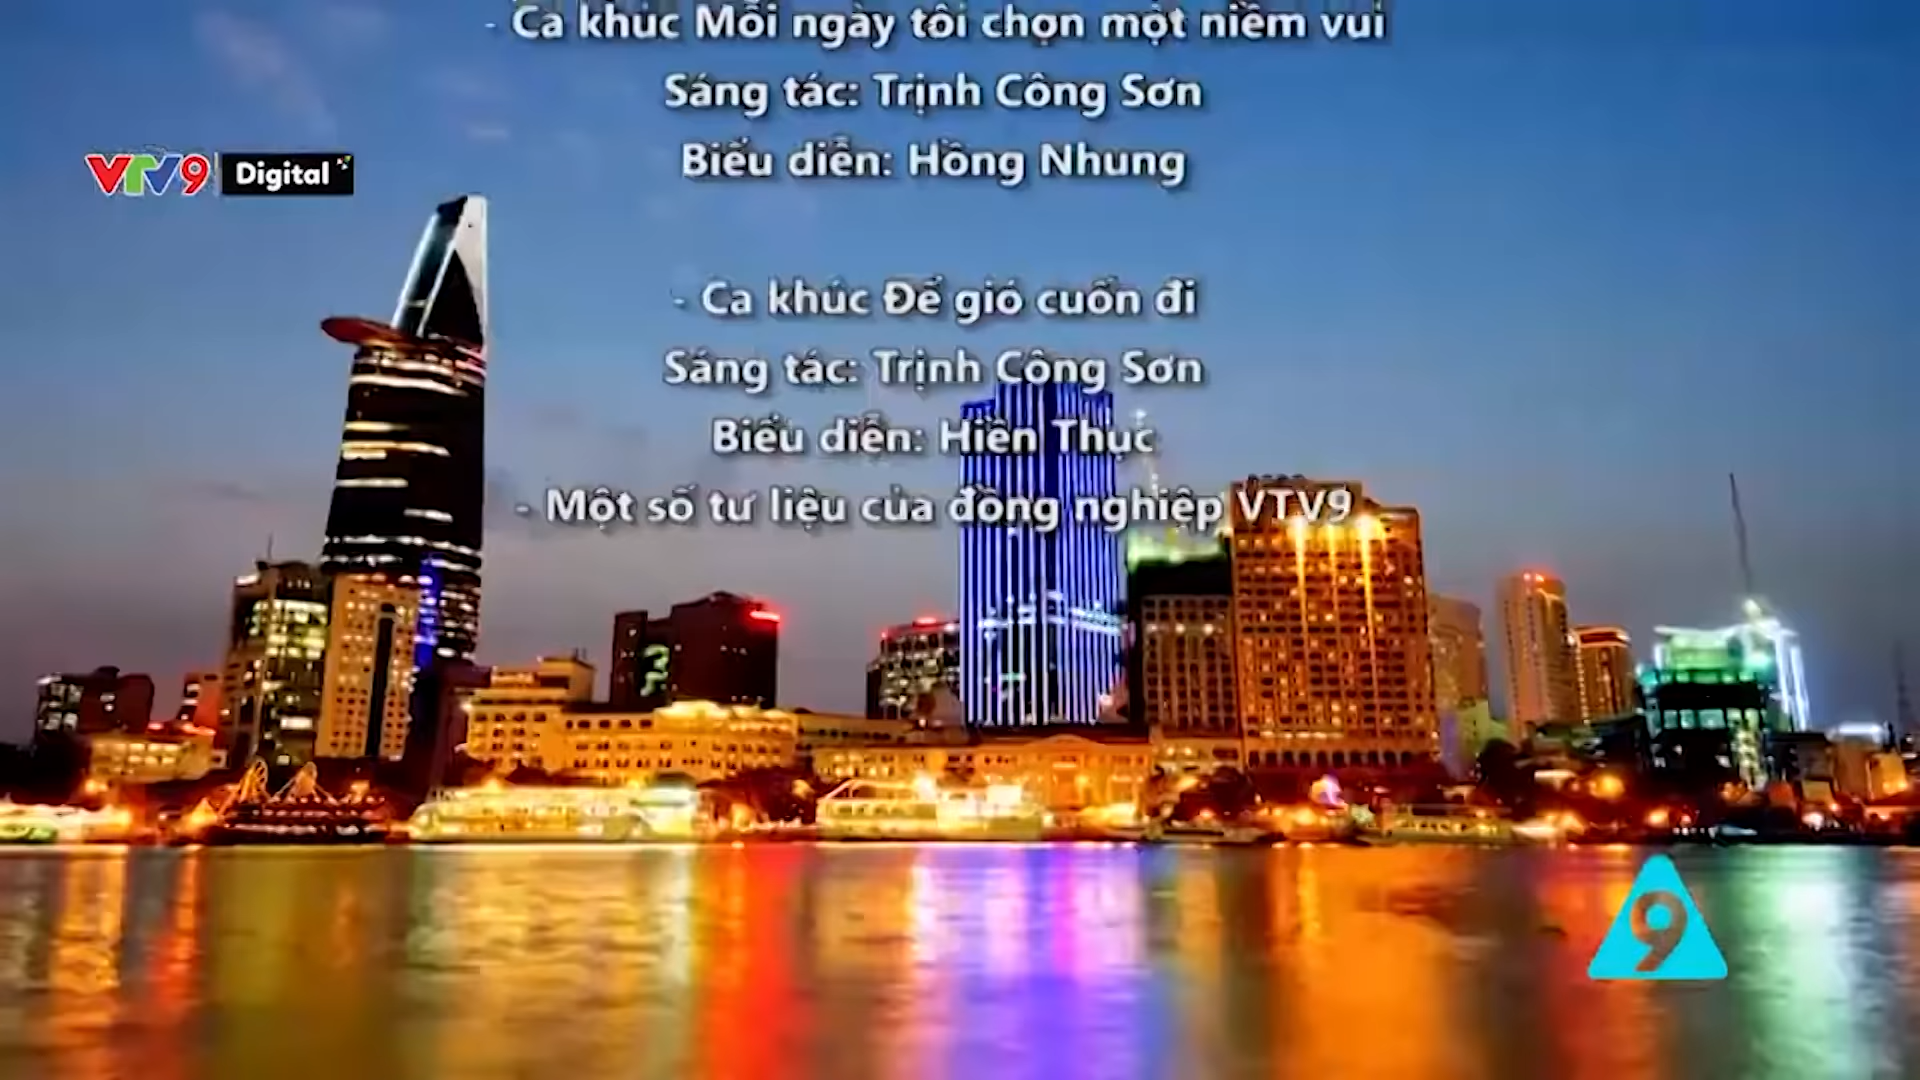 - Ca khúc Mỗi ngày tôi chọn một niềm vui
Sáng tác: Trịnh Công Sơn
Biểu diễn: Hồng Nhung
VTV9 Digital
- Ca khúc Để gió cuốn đi
Sáng tác: Trịnh Công Sơn
Biểu diễn: Hiền Thục
- Một số tư liệu của đồng nghiệp VTV9
9